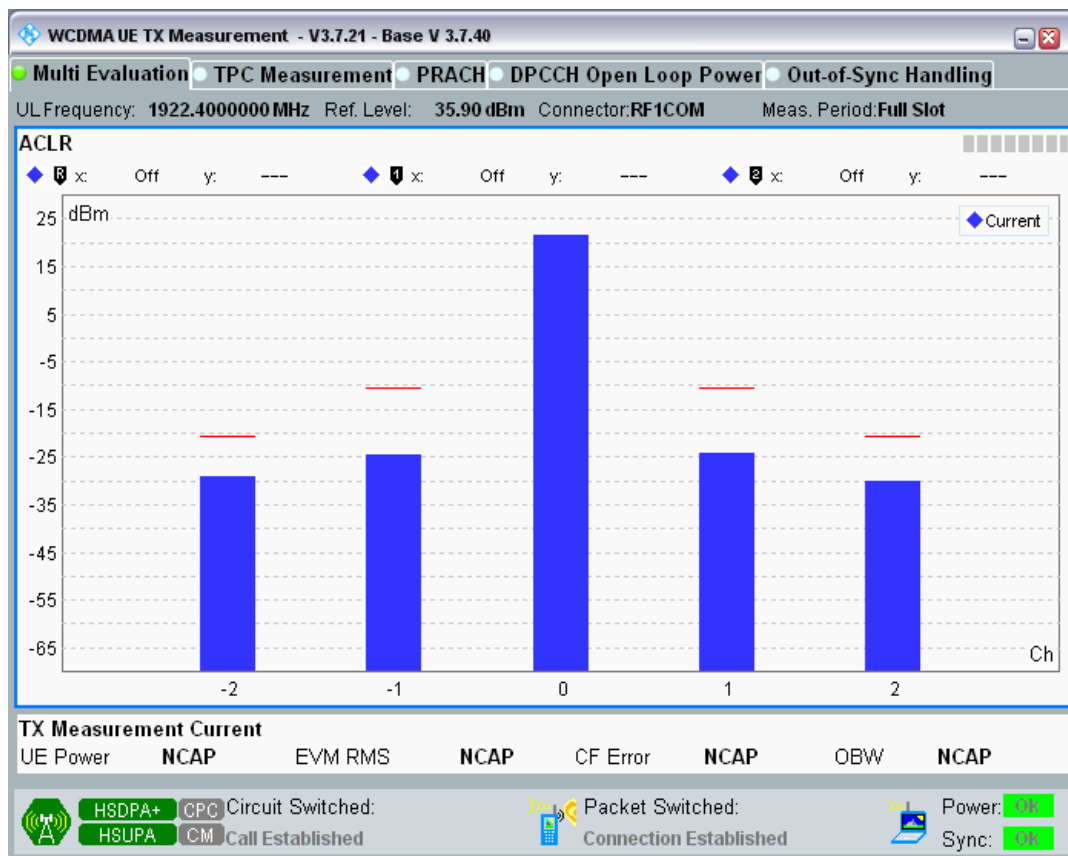 WCDMA UE TX Measurement - V3.7.21 - Base V 3.7.40
Multi Evaluation TPC Measurement PRACH DPCCH Open Loop Power Out-of-Sync Handling
UL Frequency: 1922.4000000 MHz Ref. Level: 35.90 dBm Connector:RF1COM Meas. Period:Full Slot
ACLR
R x: Off y: --- 1 x: Off y: --- 2 x: Off y: ---
dBm
Current
25
15
5
-5
-15
-25
-35
-45
-55
-65
Ch
-2 -1 0 1 2
TX Measurement Current
UE Power NCAP EVM RMS NCAP CF Error NCAP OBW NCAP
HSDPA+ CPC Circuit Switched: Packet Switched: Power: OK
HSUPA CM Call Established Connection Established Sync: OK